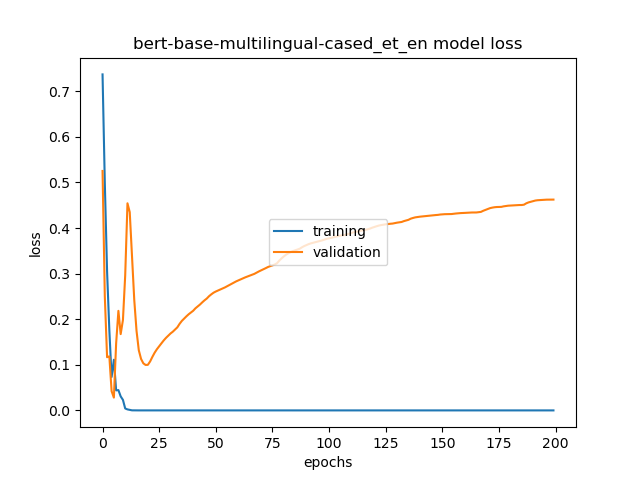 bert-base-multilingual-cased_et_en model loss
loss
0.7
0.6
0.5
0.4
0.3
0.2
0.1
0.0
training
validation
0 25 50 75 100 125 150 175 200
epochs